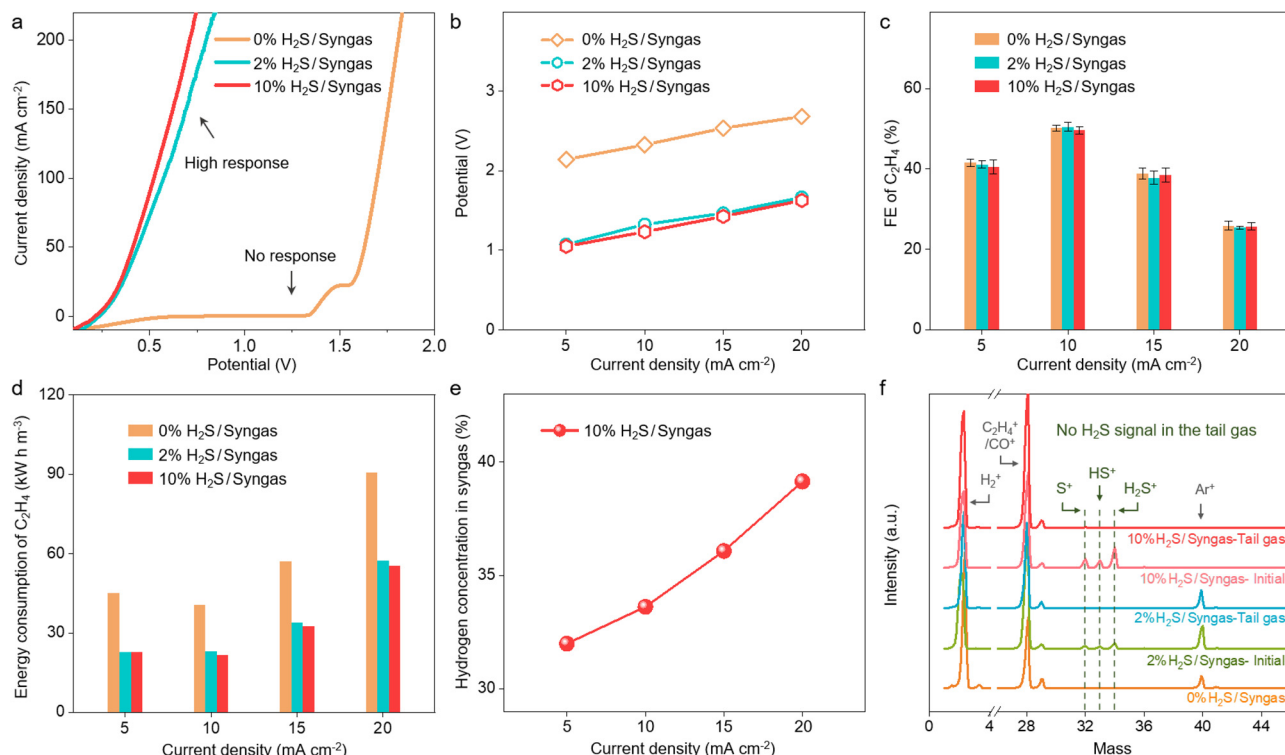 a
Current density (mA cm⁻²)
200
150
100
50
0
0% H₂S/Syngas
2% H₂S/Syngas
10% H₂S/Syngas
High response
No response
0.5
1.0
1.5
2.0
Potential (V)
b
Potential (V)
3
2
1
0
0% H₂S/Syngas
2% H₂S/Syngas
10% H₂S/Syngas
5
10
15
20
Current density (mA cm⁻²)
c
FE of C₂H₄ (%)
60
40
20
0
0% H₂S/Syngas
2% H₂S/Syngas
10% H₂S/Syngas
5
10
15
20
Current density (mA cm⁻²)
d
Energy consumption of C₂H₄ (kW h m⁻³)
120
90
60
30
0
0% H₂S/Syngas
2% H₂S/Syngas
10% H₂S/Syngas
5
10
15
20
Current density (mA cm⁻²)
e
Hydrogen concentration in syngas (%)
41
39
35
29
10% H₂S/Syngas
5
10
15
20
Current density (mA cm⁻²)
f
Intensity (a.u.)
C₂H₄⁺
/CO⁺
No H₂S signal in the tail gas
H₂⁺
S⁺
HS⁺
H₂S⁺
Ar⁺
10%H₂S/Syngas-Tail gas
10%H₂S/Syngas- Initial
2%H₂S/Syngas-Tail gas
2%H₂S/Syngas- Initial
0%H₂S/Syngas
0
4
28
32
36
40
44
Mass